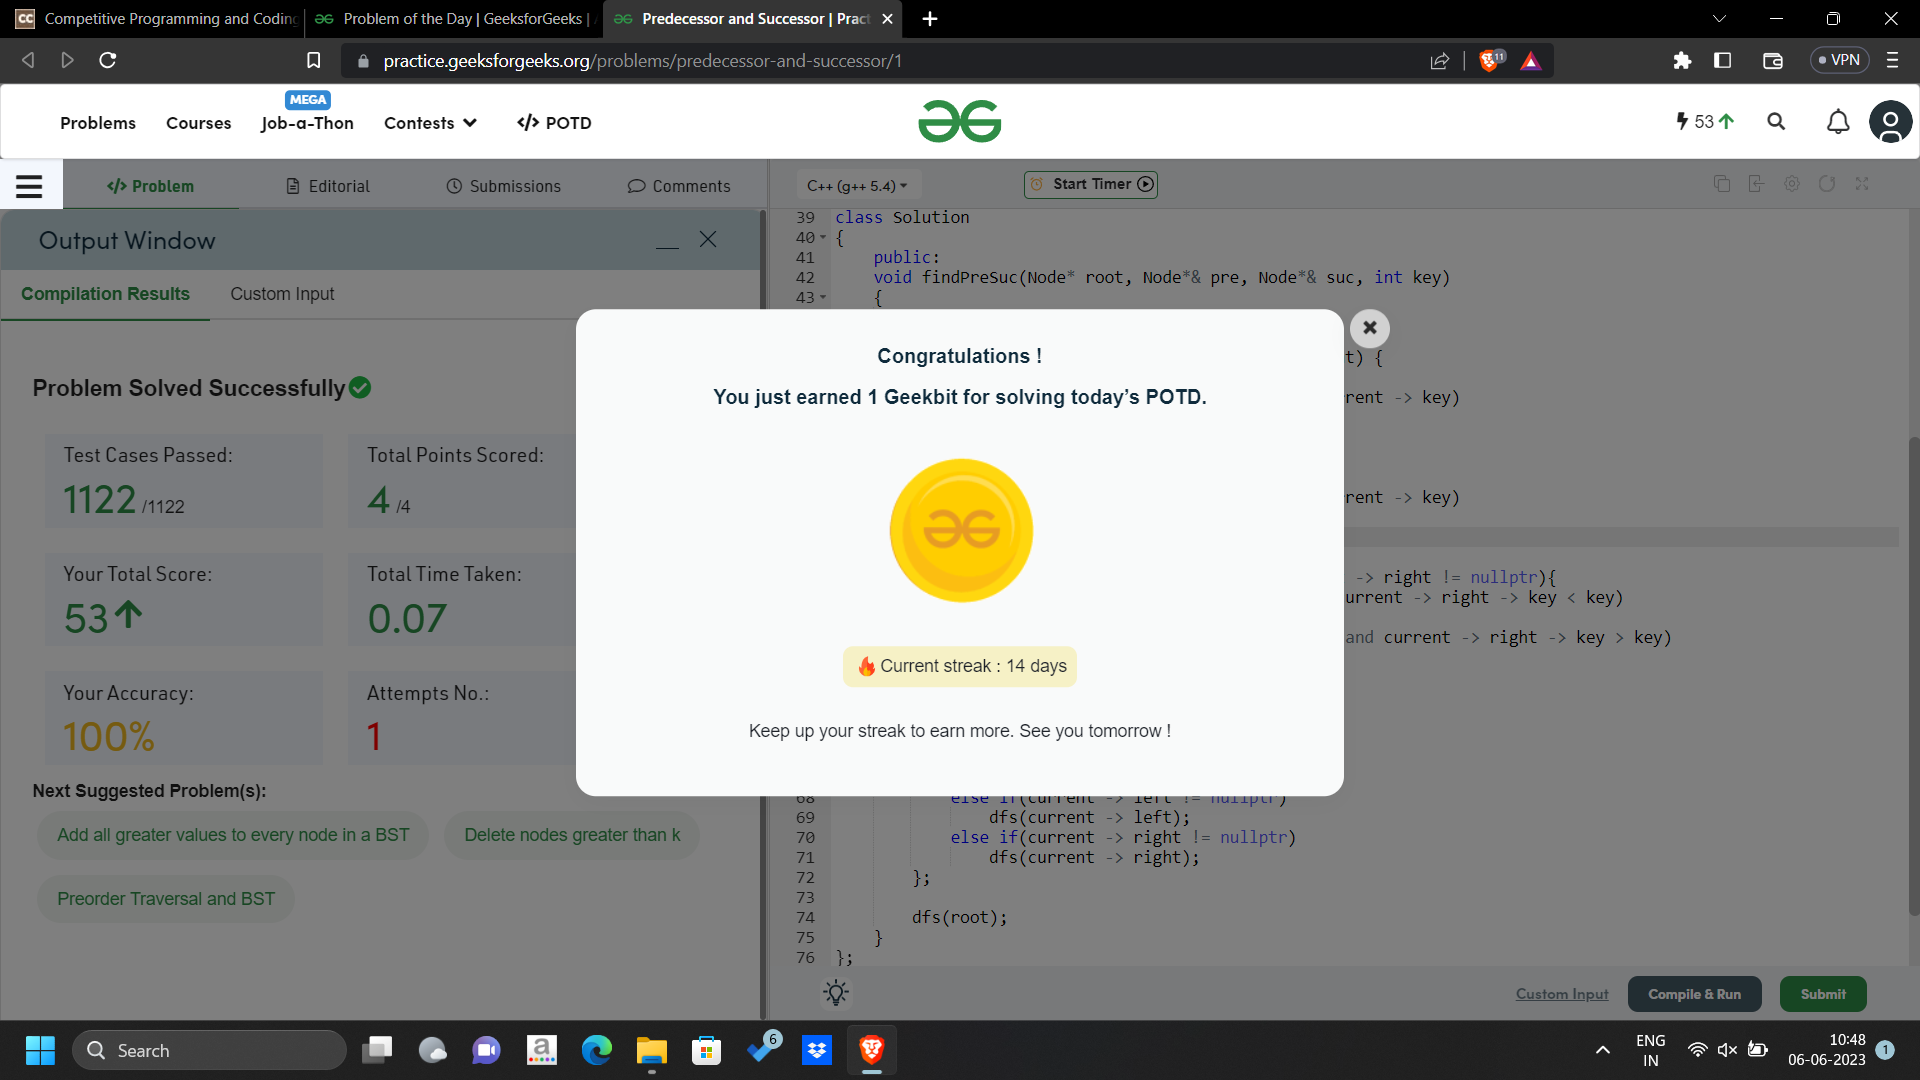 CC Competitive Programming and Coding
Problem of the Day | GeeksforGeeks |
Predecessor and Successor | Pract
practice.geeksforgeeks.org/problems/predecessor-and-successor/1
11
VPN
Problems
Courses
MEGA
Job-a-Thon
Contests
</> POTD
53
</> Problem
Editorial
Submissions
Comments
C++ (g++ 5.4)
Start Timer
Output Window
Compilation Results
Custom Input
Problem Solved Successfully
Test Cases Passed:
1122 /1122
Total Points Scored:
4 /4
Your Total Score:
53
Total Time Taken:
0.07
Your Accuracy:
100%
Attempts No.:
1
Next Suggested Problem(s):
Add all greater values to every node in a BST
Delete nodes greater than k
Preorder Traversal and BST
39 class Solution
40 {
41 public:
42 void findPreSuc(Node* root, Node*& pre, Node*& suc, int key)
43 {
t) {
rent -> key)
rent -> key)
-> right != nullptr){
urrent -> right -> key < key)
and current -> right -> key > key)
68 else if(current -> left != nullptr)
69 dfs(current -> left);
70 else if(current -> right != nullptr)
71 dfs(current -> right);
72 };
73
74 dfs(root);
75 }
76 };
Congratulations !
You just earned 1 Geekbit for solving today’s POTD.
Current streak : 14 days
Keep up your streak to earn more. See you tomorrow !
Custom Input
Compile & Run
Submit
Search
a
6
ENG
IN
10:48
06-06-2023
1